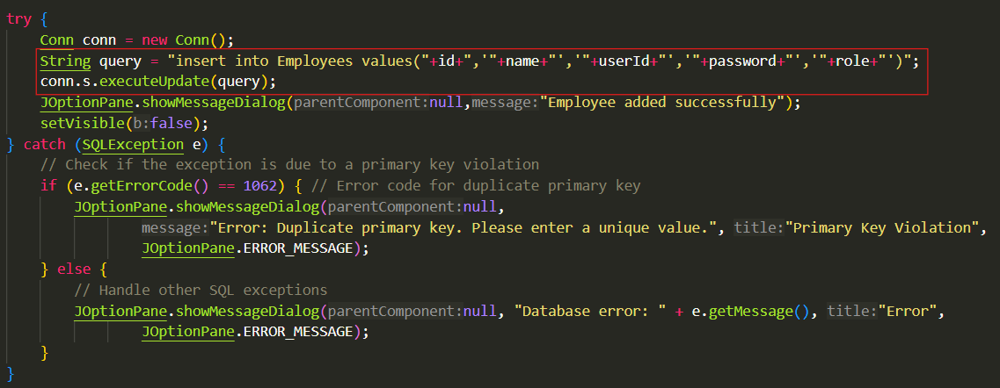 try {
    Conn conn = new Conn();
    String query = "insert into Employees values("+id+",'"+name+"','"+userId+"','"+password+"','"+role+"')";
    conn.s.executeUpdate(query);
    JOptionPane.showMessageDialog(parentComponent:null,message:"Employee added successfully");
    setVisible(b:false);
} catch (SQLException e) {
    // Check if the exception is due to a primary key violation
    if (e.getErrorCode() == 1062) { // Error code for duplicate primary key
        JOptionPane.showMessageDialog(parentComponent:null,
                message:"Error: Duplicate primary key. Please enter a unique value.", title:"Primary Key Violation",
                JOptionPane.ERROR_MESSAGE);
    } else {
        // Handle other SQL exceptions
        JOptionPane.showMessageDialog(parentComponent:null, "Database error: " + e.getMessage(), title:"Error",
                JOptionPane.ERROR_MESSAGE);
    }
}